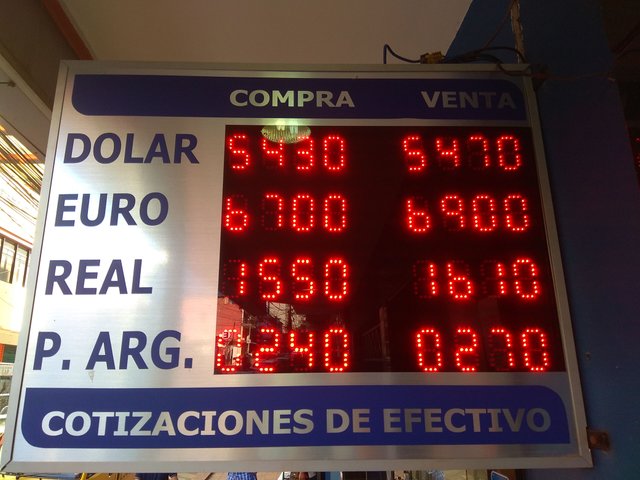 COMPRA VENTA
DOLAR 5430 5470
EURO 6700 6900
REAL 1550 1610
P. ARG. 0240 0270
COTIZACIONES DE EFECTIVO